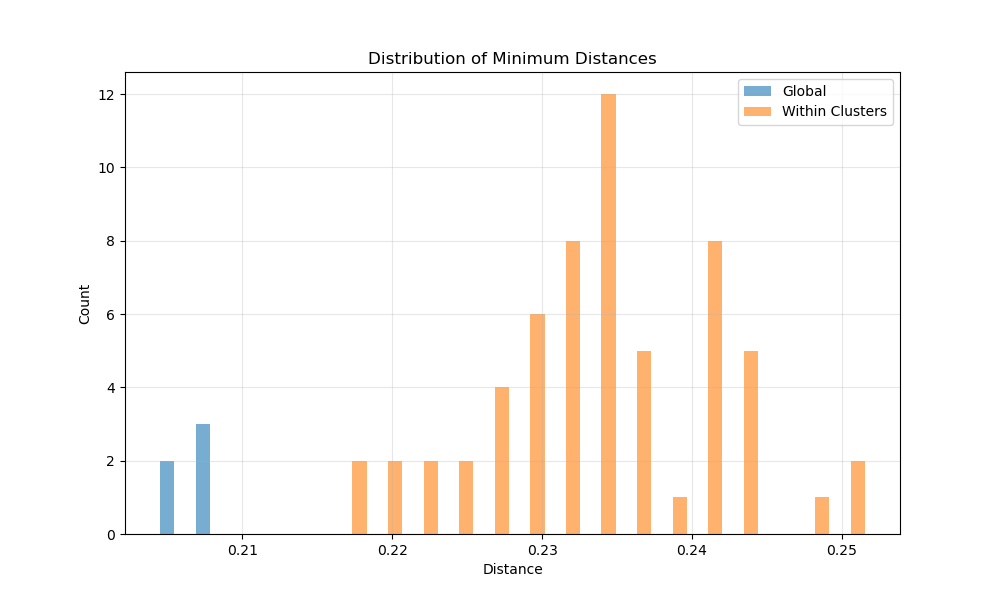 Distribution of Minimum Distances
Global
Within Clusters
12
10
8
6
4
2
0
Count
0.21
0.22
0.23
0.24
0.25
Distance